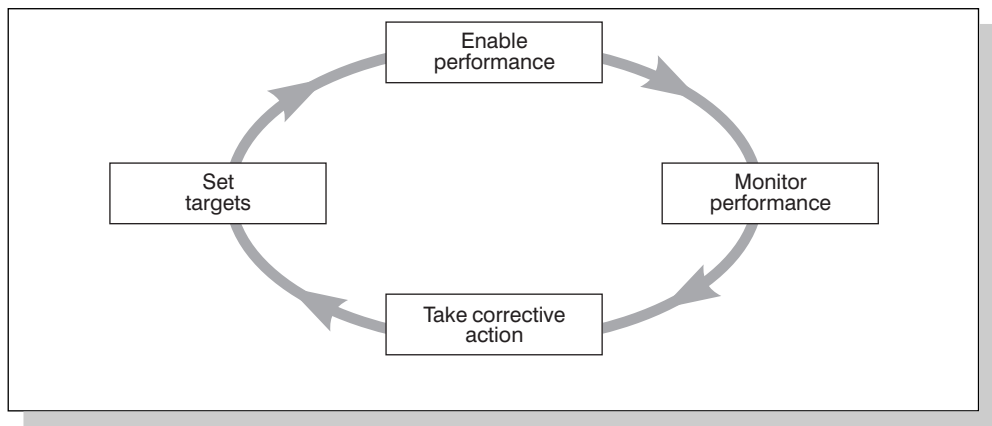 Enable
performance
Set
targets
Monitor
performance
Take corrective
action